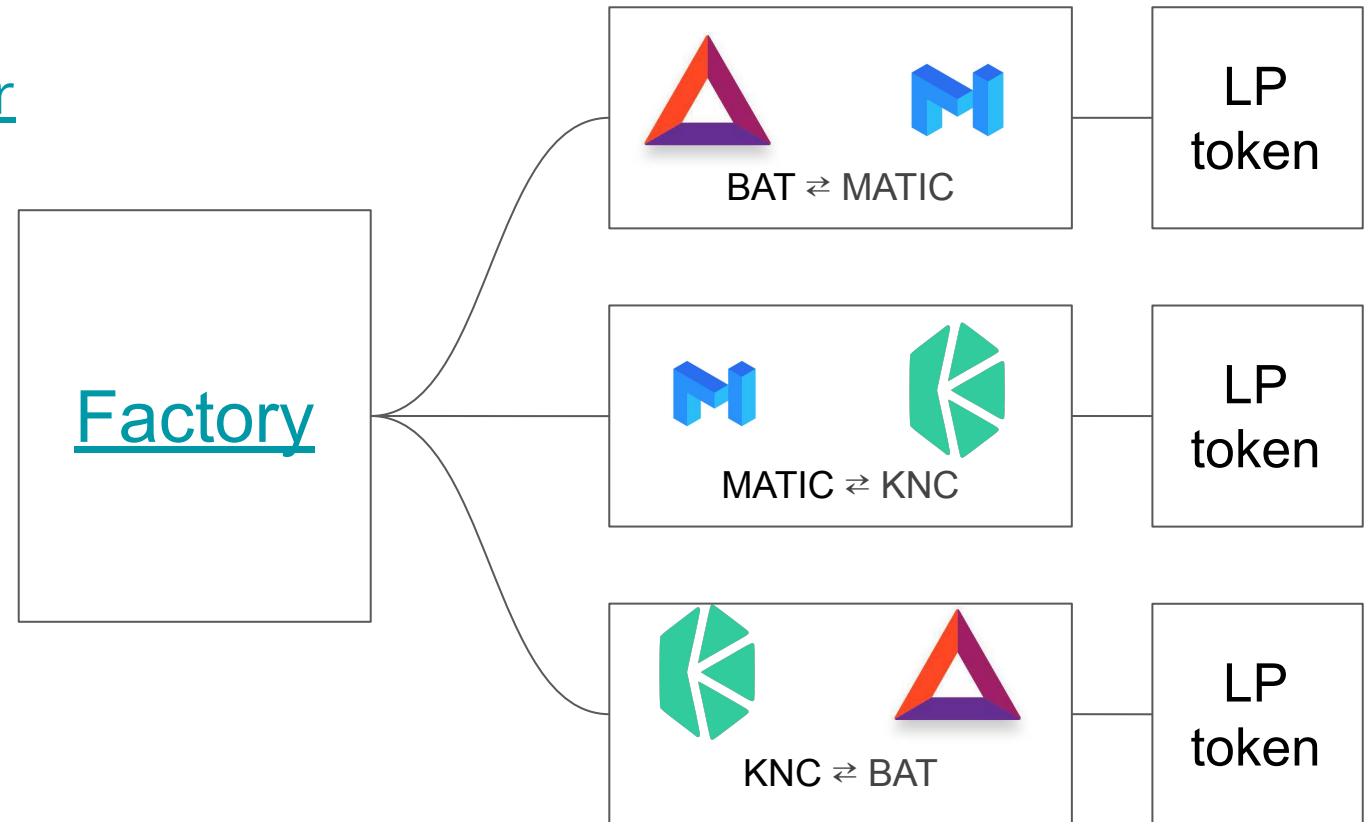 r
Factory
BAT ⇄ MATIC
LP
token
MATIC ⇄ KNC
LP
token
KNC ⇄ BAT
LP
token